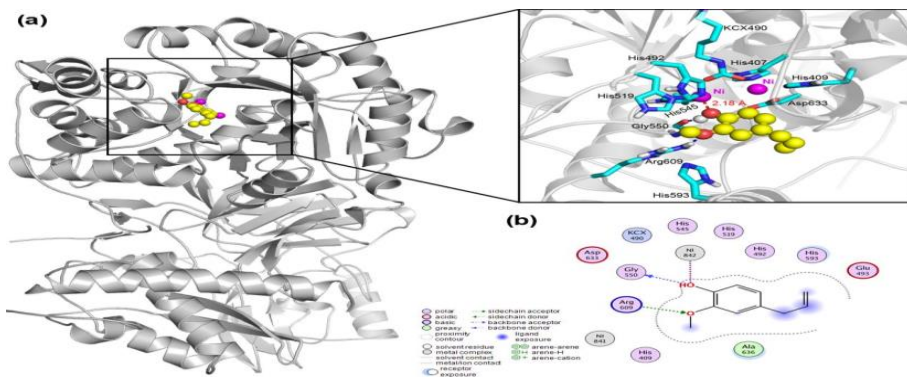 (a)
KCX490
His492
His407
Ni
Ni
His409
His519
2.18 A
His545
Asp633
Gly550
Arg609
His593
(b)
His
545
His
519
KCX
490
Asp
633
Ni
842
His
492
His
593
Gly
550
Glu
493
HO
Arg
609
O
Ni
841
His
409
Ala
636
polar
acidic
basic
greasy
proximity
contour
sidechain acceptor
sidechain donor
backbone acceptor
backbone donor
ligand
exposure
solvent residue
metal complex
solvent contact
metal/ion contact
receptor
exposure
arene-arene
arene-H
arene-cation